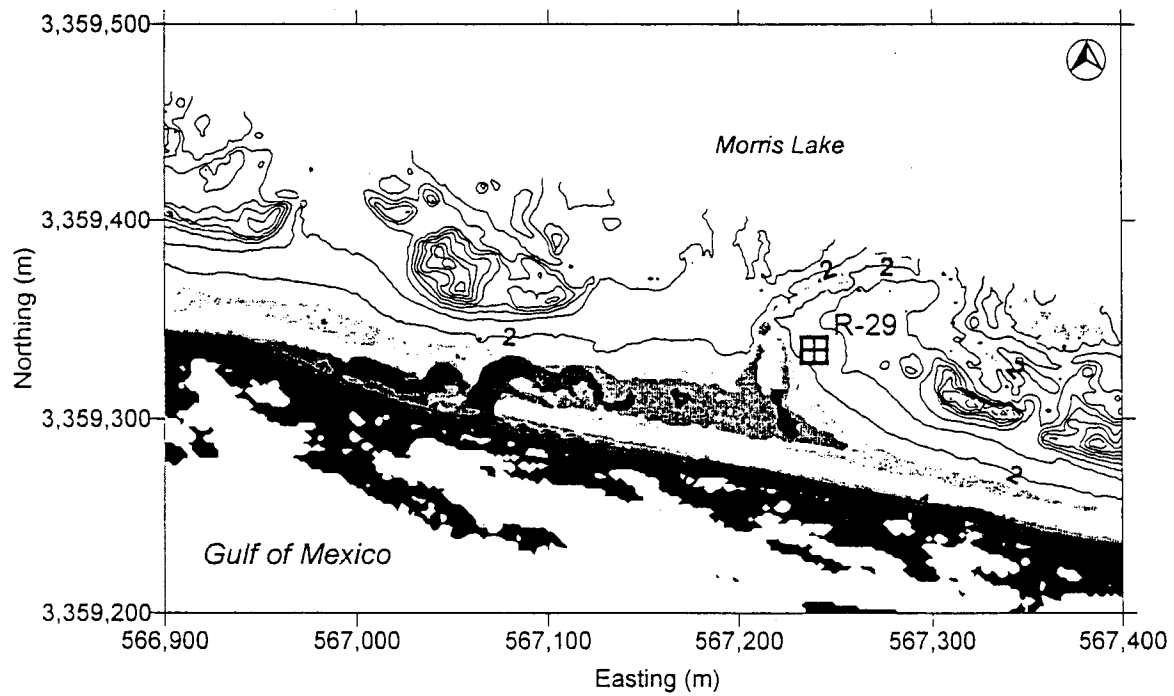 3,359,500
Morris Lake
3,359,400
2 2
R-29
2
Northing (m)
2
3,359,300
2
Gulf of Mexico
3,359,200
566,900 567,000 567,100 567,200 567,300 567,400
Easting (m)